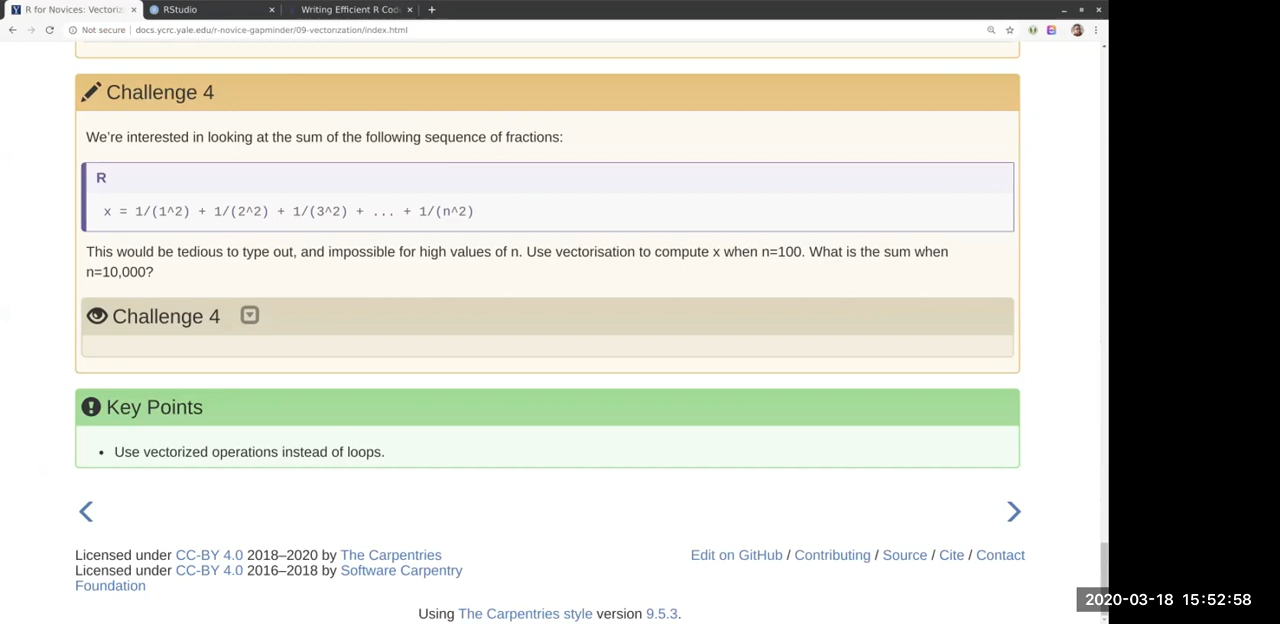 R for Novices: Vectoriz
RStudio
Writing Efficient R Cod
Not secure | docs.ycrc.yale.edu/r-novice-gapminder/09-vectorization/index.html
Challenge 4
We're interested in looking at the sum of the following sequence of fractions:
R
x = 1/(1^2) + 1/(2^2) + 1/(3^2) + ... + 1/(n^2)
This would be tedious to type out, and impossible for high values of n. Use vectorisation to compute x when n=100. What is the sum when
n=10,000?
Challenge 4
Key Points
• Use vectorized operations instead of loops.
Licensed under CC-BY 4.0 2018–2020 by The Carpentries
Licensed under CC-BY 4.0 2016–2018 by Software Carpentry
Foundation
Edit on GitHub / Contributing / Source / Cite / Contact
Using The Carpentries style version 9.5.3.
2020-03-18 15:52:58